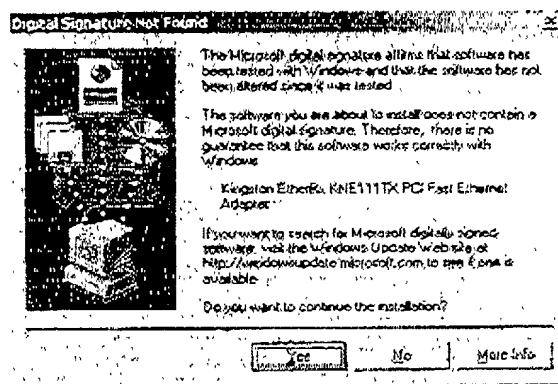 Digital Signature Not Found
The Microsoft digital signature affirms that software has
been tested with Windows and that the software has not
been altered since it was tested.
The software you are about to install does not contain a
Microsoft digital signature. Therefore, there is no
guarantee that this software works correctly with
Windows.
Kingston EtheRx KNE111TX PCI Fast Ethernet
Adapter
If you want to search for Microsoft digitally signed
software, visit the Windows Update Web site at
http://windowsupdate.microsoft.com to see if one is
available.
Do you want to continue the installation?
Yes
No
More Info